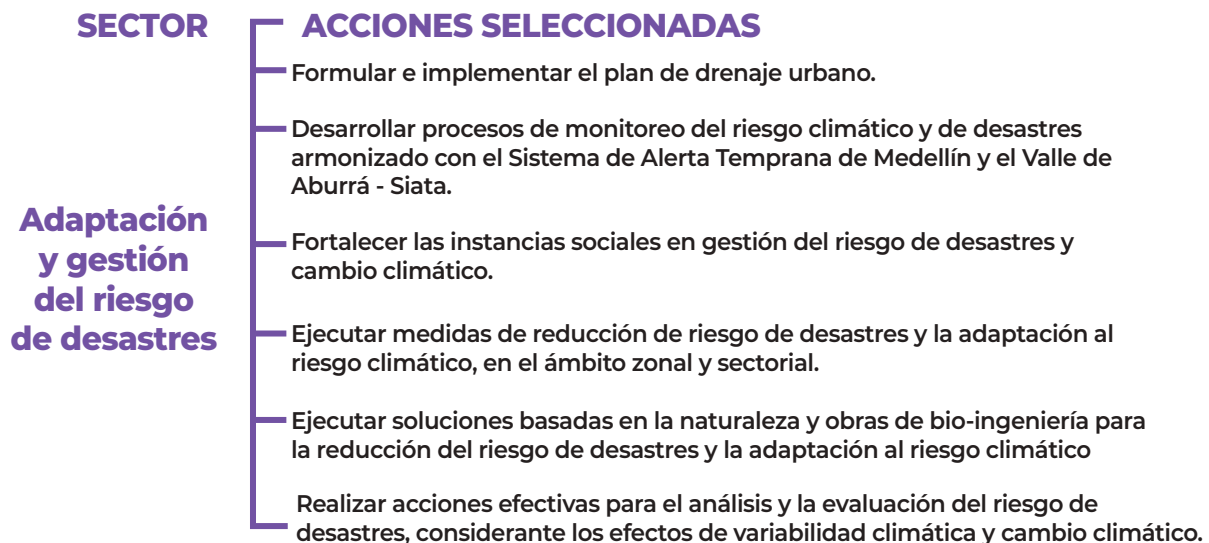 SECTOR
ACCIONES SELECCIONADAS
Adaptación
y gestión
del riesgo
de desastres
Formular e implementar el plan de drenaje urbano.
Desarrollar procesos de monitoreo del riesgo climático y de desastres
armonizado con el Sistema de Alerta Temprana de Medellín y el Valle de
Aburrá - Siata.
Fortalecer las instancias sociales en gestión del riesgo de desastres y
cambio climático.
Ejecutar medidas de reducción de riesgo de desastres y la adaptación al
riesgo climático, en el ámbito zonal y sectorial.
Ejecutar soluciones basadas en la naturaleza y obras de bio-ingeniería para
la reducción del riesgo de desastres y la adaptación al riesgo climático
Realizar acciones efectivas para el análisis y la evaluación del riesgo de
desastres, considerante los efectos de variabilidad climática y cambio climático.